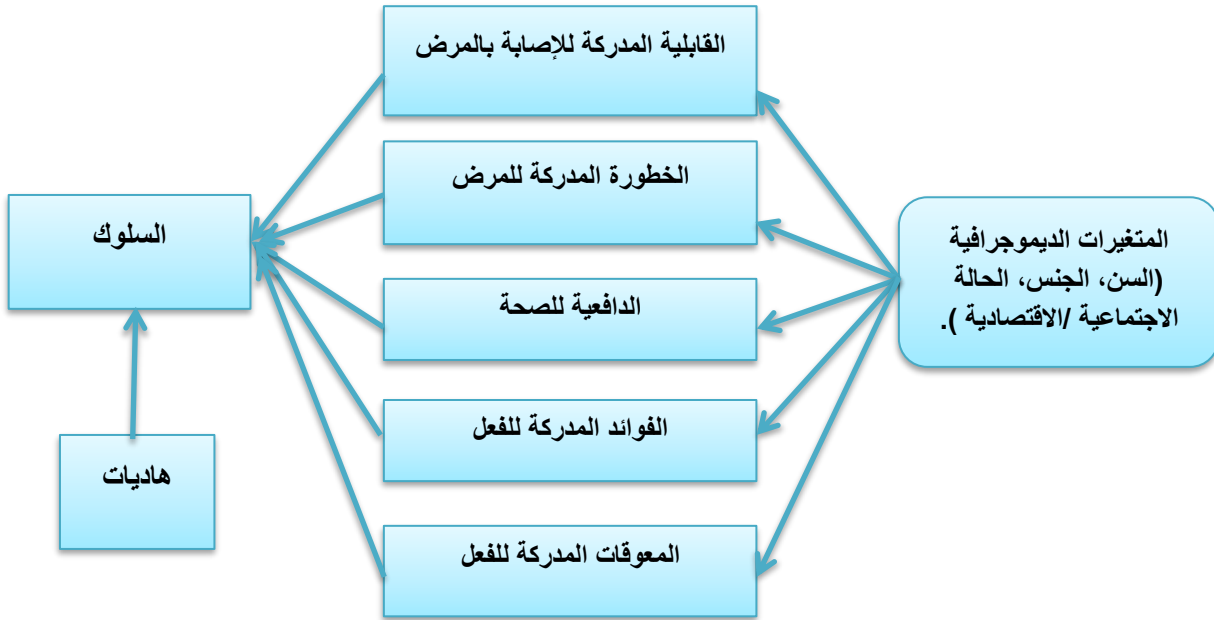 القابلية المدركة للإصابة بالمرض
الخطورة المدركة للمرض
المتغيرات الديموجرافية
(السن، الجنس، الحالة
الاجتماعية /الاقتصادية ).
السلوك
الدافعية للصحة
الفوائد المدركة للفعل
هاديات
المعوقات المدركة للفعل